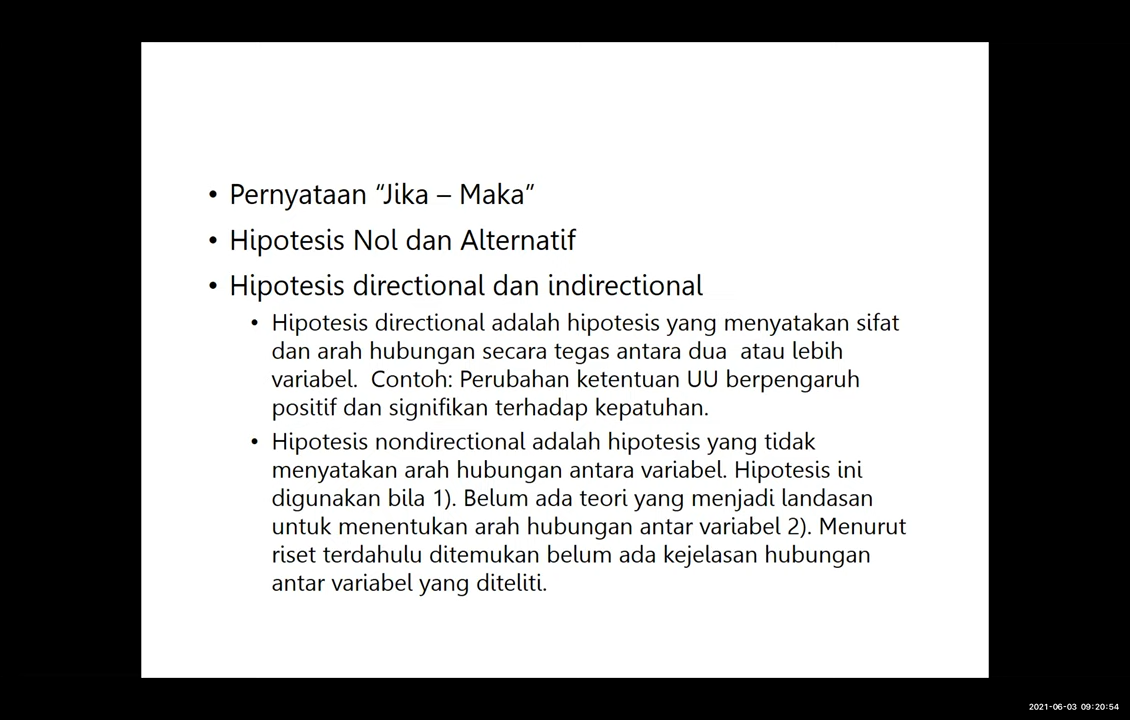 • Pernyataan “Jika – Maka”
• Hipotesis Nol dan Alternatif
• Hipotesis directional dan indirectional
• Hipotesis directional adalah hipotesis yang menyatakan sifat
dan arah hubungan secara tegas antara dua  atau lebih
variabel.  Contoh: Perubahan ketentuan UU berpengaruh
positif dan signifikan terhadap kepatuhan.
• Hipotesis nondirectional adalah hipotesis yang tidak
menyatakan arah hubungan antara variabel. Hipotesis ini
digunakan bila 1). Belum ada teori yang menjadi landasan
untuk menentukan arah hubungan antar variabel 2). Menurut
riset terdahulu ditemukan belum ada kejelasan hubungan
antar variabel yang diteliti.
2021-06-03 09:20:54